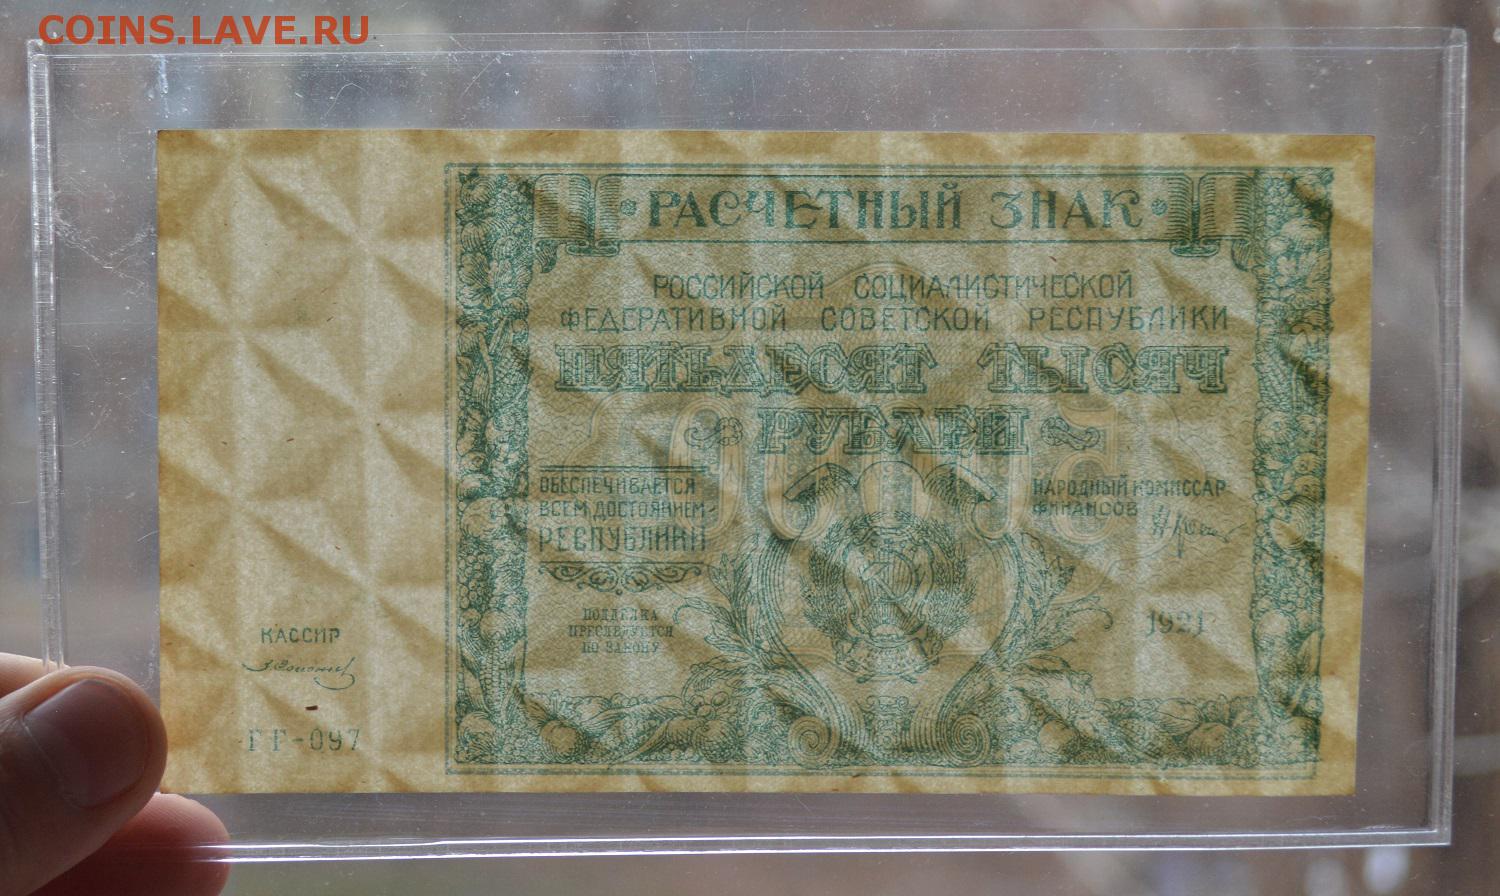 COINS.LAVE.RU
РАСЧЕТНЫЙ ЗНАК
РОССИЙСКОЙ СОЦИАЛИСТИЧЕСКОЙ
ФЕДЕРАТИВНОЙ СОВЕТСКОЙ РЕСПУБЛИКИ
ПЯТЬДЕСЯТ ТЫСЯЧ
РУБЛЕЙ
ОБЕСПЕЧИВАЕТСЯ
ВСЕМ ДОСТОЯНИЕМ
РЕСПУБЛИКИ
НАРОДНЫЙ КОМИССАР
ФИНАНСОВ
ПОДДЕЛКА
ПРЕСЛЕДУЕТСЯ
ПО ЗАКОНУ
1921
КАССИР
ГГ-097